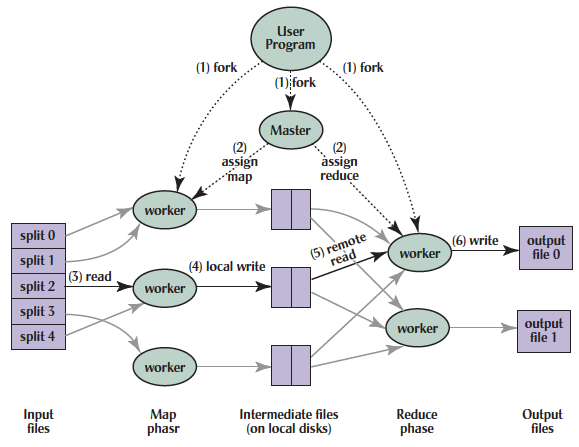 User
Program
(1) fork
(1) fork
(1) fork
Master
(2)
assign
map
(2)
assign
reduce
worker
split 0
split 1
split 2
split 3
split 4
(3) read
worker
(4) local write
worker
(5) remote
read
worker
(6) write
worker
output
file 0
output
file 1
Input
files
Map
phasr
Intermediate files
(on local disks)
Reduce
phase
Output
files